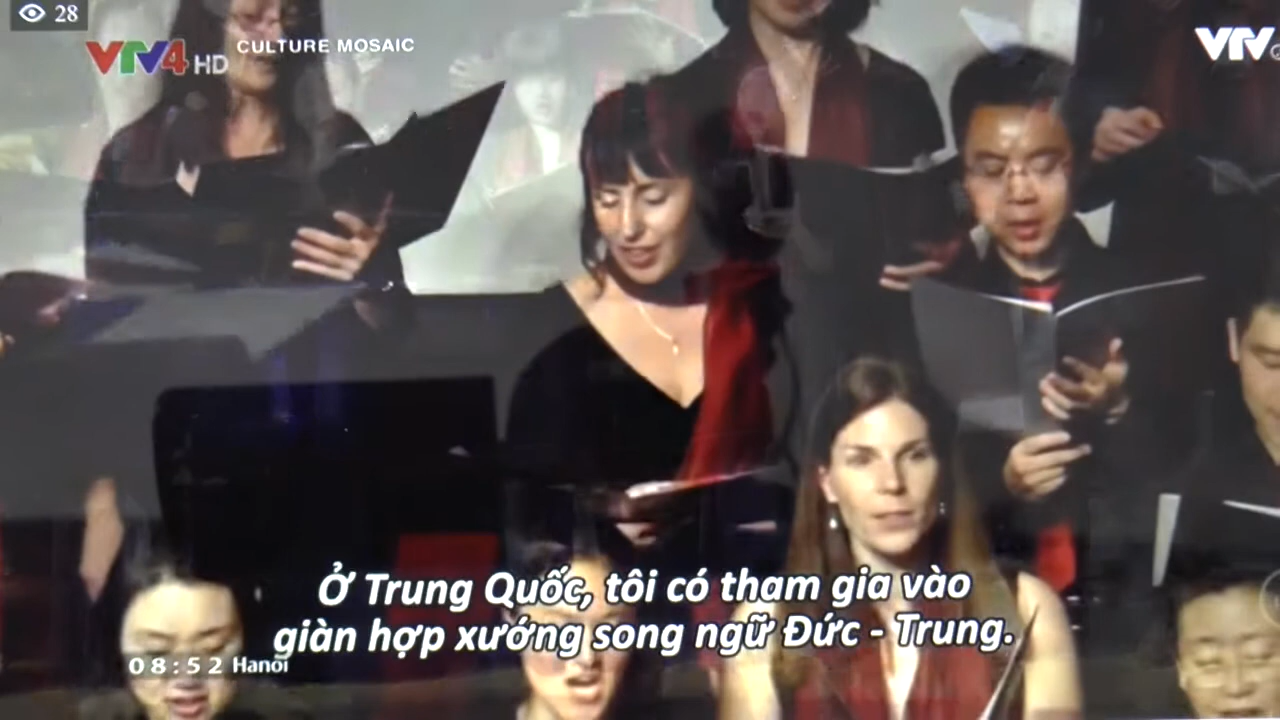 28
VTV4 HD CULTURE MOSAIC
VTV
Ở Trung Quốc, tôi có tham gia vào
giàn hợp xướng song ngữ Đức - Trung.
08:52 Hanoi